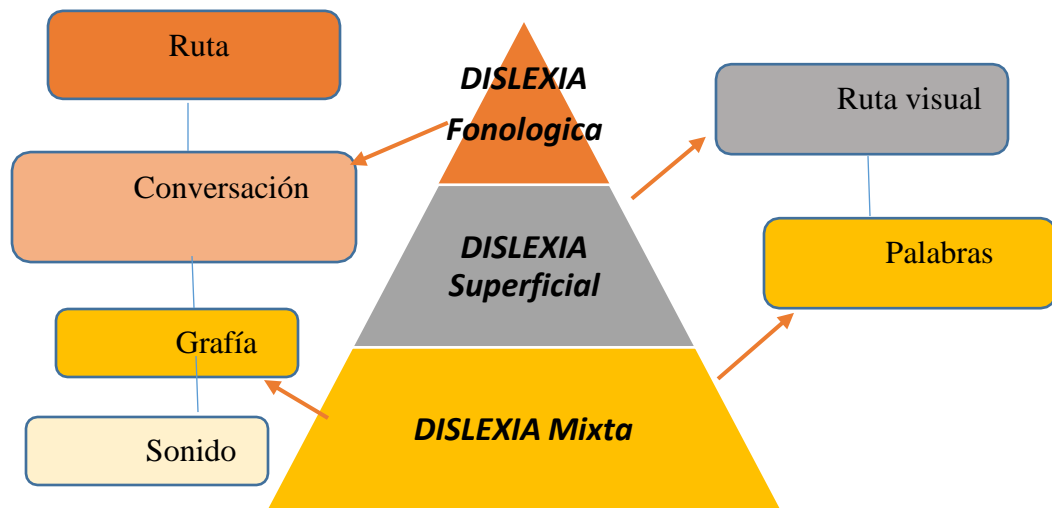 Ruta
Conversación
Grafía
Sonido
DISLEXIA
Fonologica
DISLEXIA
Superficial
DISLEXIA Mixta
Ruta visual
Palabras